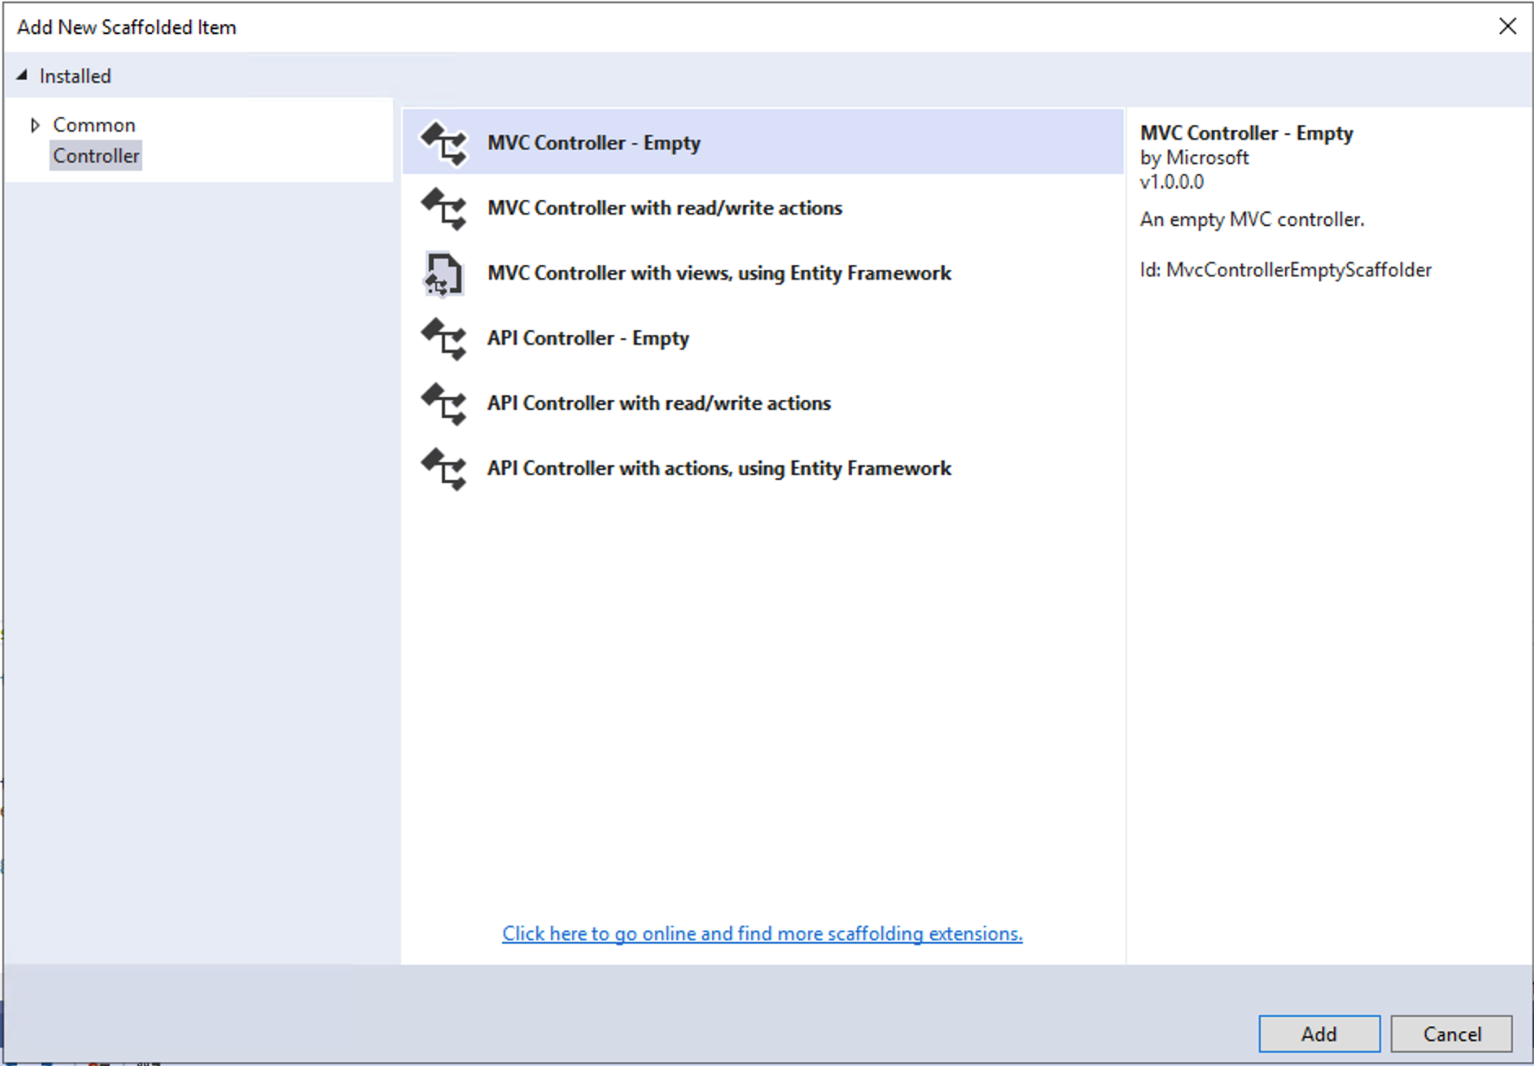 Add New Scaffolded Item
Installed
Common
Controller
MVC Controller - Empty
MVC Controller with read/write actions
MVC Controller with views, using Entity Framework
API Controller - Empty
API Controller with read/write actions
API Controller with actions, using Entity Framework
Click here to go online and find more scaffolding extensions.
MVC Controller - Empty
by Microsoft
v1.0.0.0
An empty MVC controller.
Id: MvcControllerEmptyScaffolder
Add
Cancel